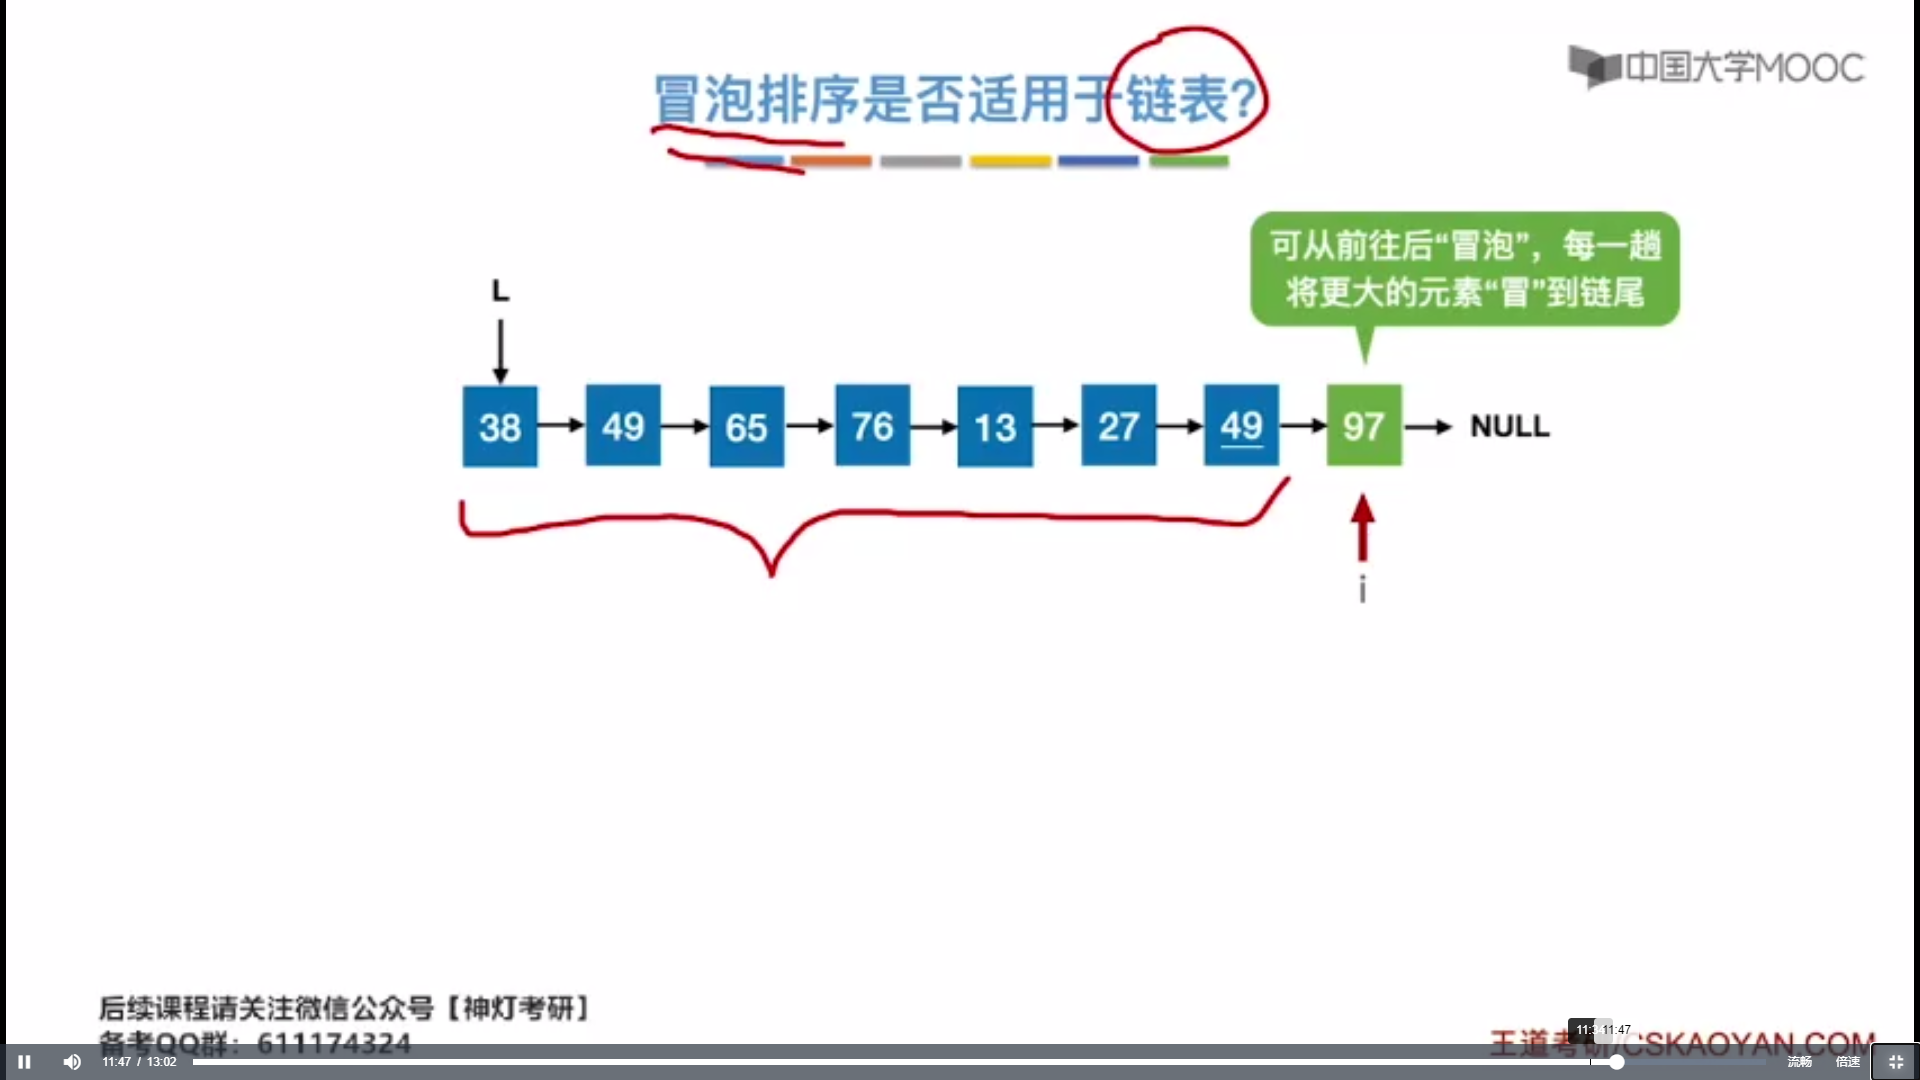 冒泡排序是否适用于链表?
中国大学MOOC
可从前往后“冒泡”，每一趟
将更大的元素“冒”到链尾
L
38 49 65 76 13 27 49 97 NULL
i
后续课程请关注微信公众号【神灯考研】
备考QQ群：611174324
王道考研/CSKAOYAN.COM
11:47
11:47 / 13:02
流畅 倍速